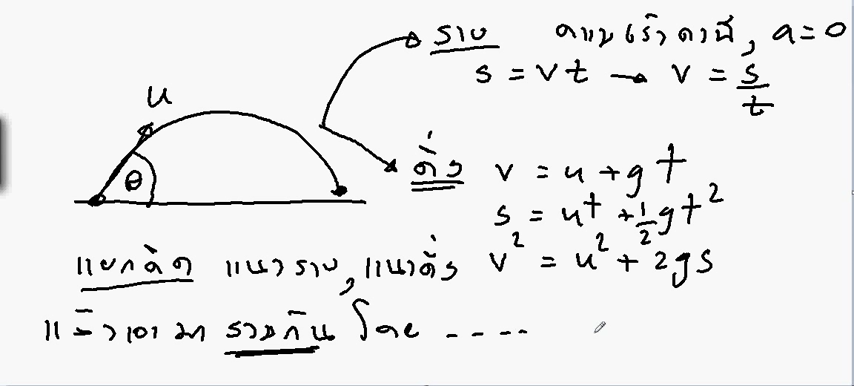 ราบ ความเร็วคงที่, a = 0
s = vt → v = s/t
u
θ
ดิ่ง v = u + gt
s = ut + 1/2 gt²
v² = u² + 2gs
แยกคิด แนวราบ, แนวดิ่ง
แล้วเอามารวมกัน โดย ----